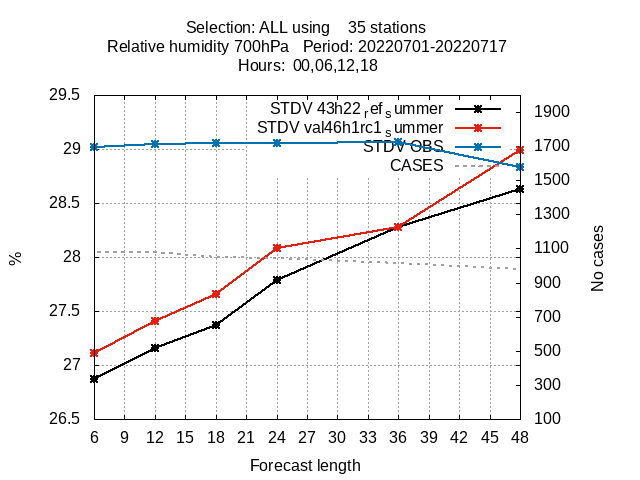 Selection: ALL using 35 stations
Relative humidity 700hPa Period: 20220701-20220717
Hours: 00,06,12,18
STDV 43h22refsummer
STDV val46h1rc1summer
STDV OBS
CASES
29.5
29
28.5
28
27.5
27
26.5
%
1900
1700
1500
1300
1100
900
700
500
300
100
No cases
6 9 12 15 18 21 24 27 30 33 36 39 42 45 48
Forecast length